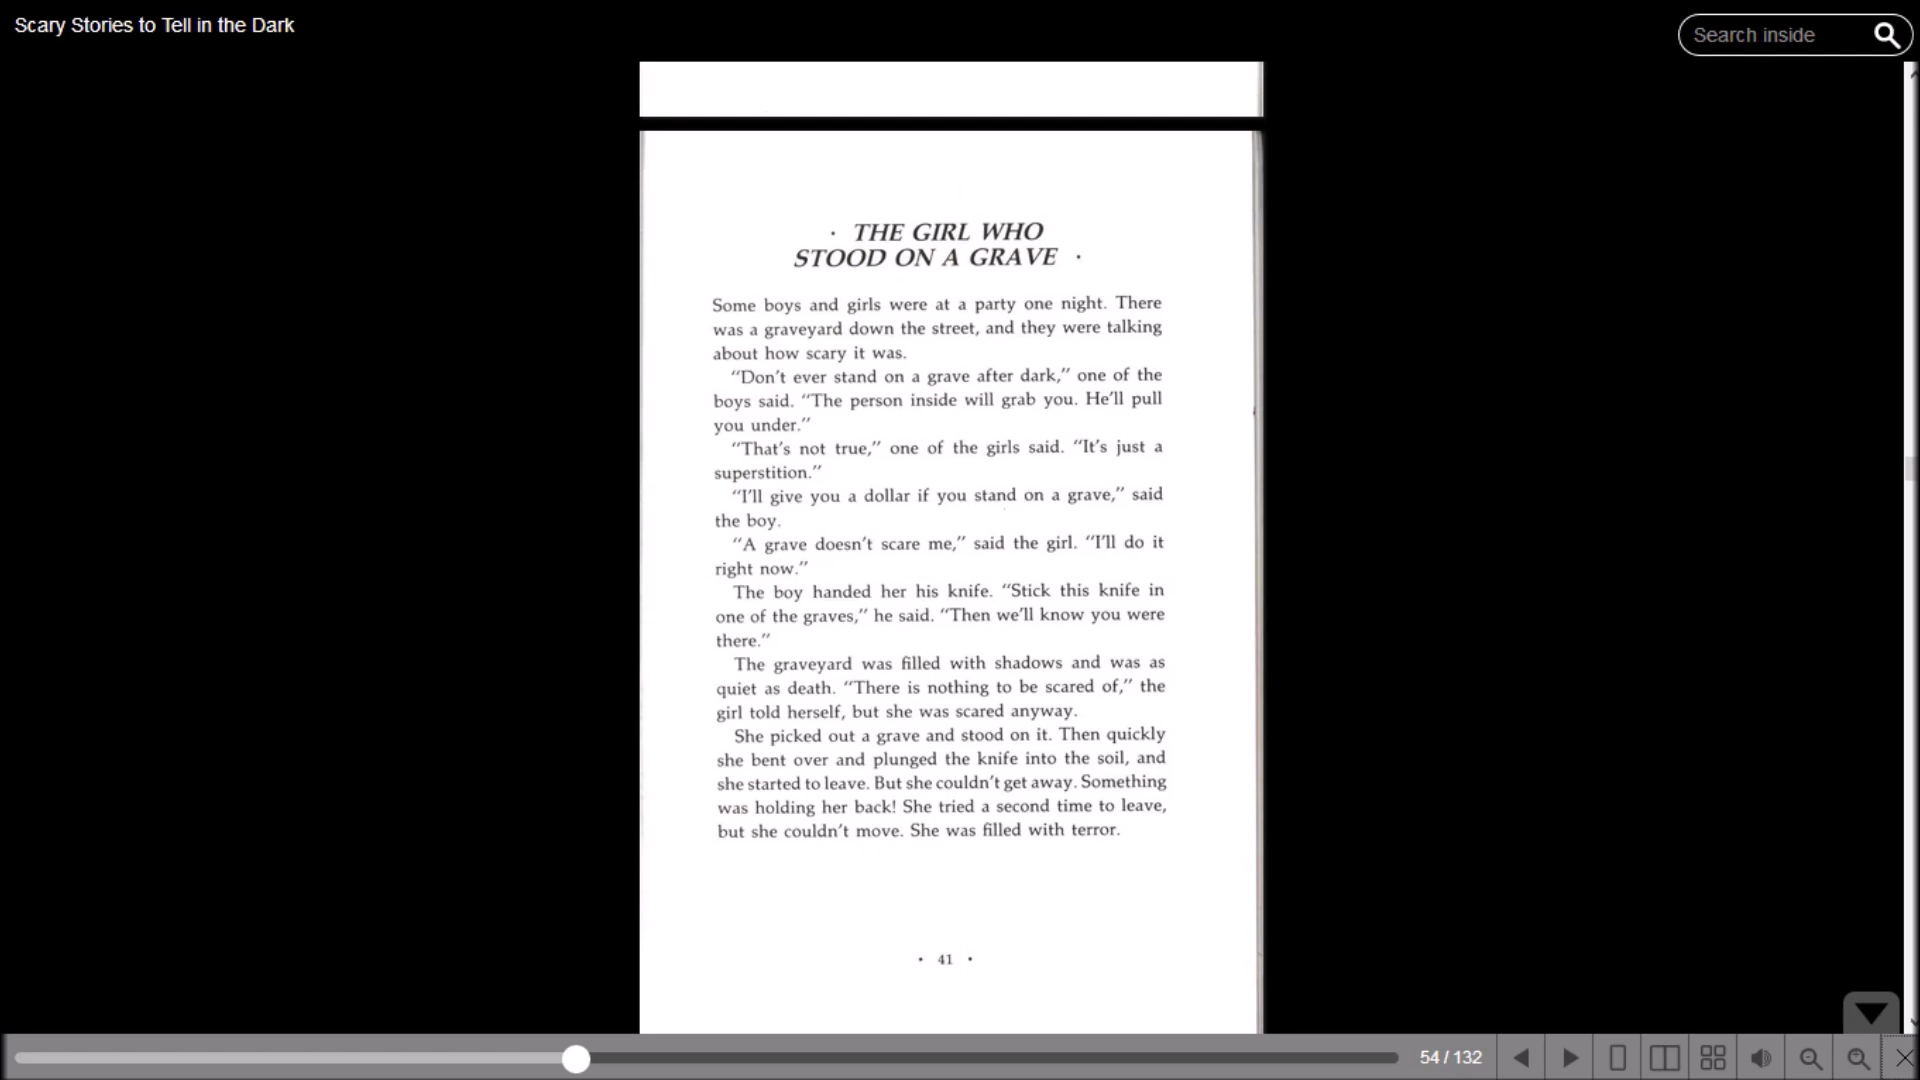 Scary Stories to Tell in the Dark
Search inside
· THE GIRL WHO
STOOD ON A GRAVE ·
Some boys and girls were at a party one night. There
was a graveyard down the street, and they were talking
about how scary it was.
“Don’t ever stand on a grave after dark,” one of the
boys said. “The person inside will grab you. He’ll pull
you under.”
“That’s not true,” one of the girls said. “It’s just a
superstition.”
“I’ll give you a dollar if you stand on a grave,” said
the boy.
“A grave doesn’t scare me,” said the girl. “I’ll do it
right now.”
The boy handed her his knife. “Stick this knife in
one of the graves,” he said. “Then we’ll know you were
there.”
The graveyard was filled with shadows and was as
quiet as death. “There is nothing to be scared of,” the
girl told herself, but she was scared anyway.
She picked out a grave and stood on it. Then quickly
she bent over and plunged the knife into the soil, and
she started to leave. But she couldn’t get away. Something
was holding her back! She tried a second time to leave,
but she couldn’t move. She was filled with terror.
· 41 ·
54 / 132